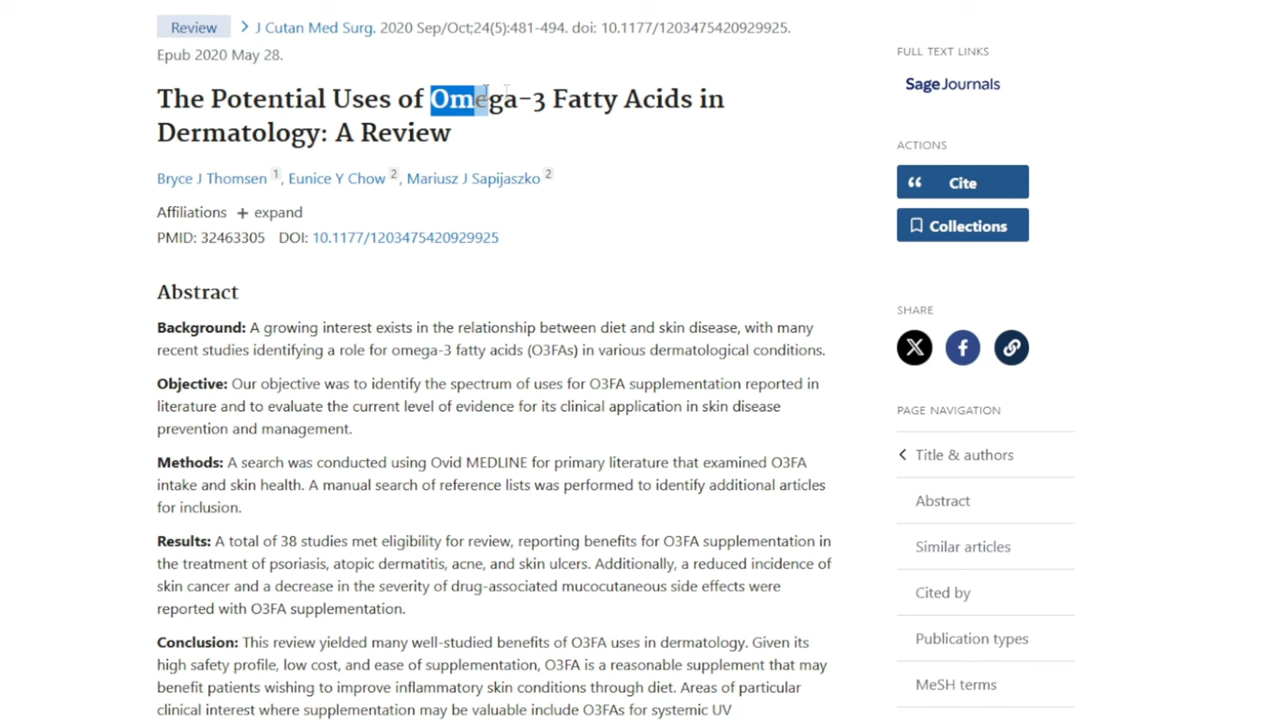 Review
J Cutan Med Surg. 2020 Sep/Oct;24(5):481-494. doi: 10.1177/1203475420929925.
Epub 2020 May 28.
The Potential Uses of Omega-3 Fatty Acids in
Dermatology: A Review
Bryce J Thomsen 1, Eunice Y Chow 2, Mariusz J Sapijaszko 2
Affiliations + expand
PMID: 32463305 DOI: 10.1177/1203475420929925
Abstract
Background: A growing interest exists in the relationship between diet and skin disease, with many
recent studies identifying a role for omega-3 fatty acids (O3FAs) in various dermatological conditions.
Objective: Our objective was to identify the spectrum of uses for O3FA supplementation reported in
literature and to evaluate the current level of evidence for its clinical application in skin disease
prevention and management.
Methods: A search was conducted using Ovid MEDLINE for primary literature that examined O3FA
intake and skin health. A manual search of reference lists was performed to identify additional articles
for inclusion.
Results: A total of 38 studies met eligibility for review, reporting benefits for O3FA supplementation in
the treatment of psoriasis, atopic dermatitis, acne, and skin ulcers. Additionally, a reduced incidence of
skin cancer and a decrease in the severity of drug-associated mucocutaneous side effects were
reported with O3FA supplementation.
Conclusion: This review yielded many well-studied benefits of O3FA uses in dermatology. Given its
high safety profile, low cost, and ease of supplementation, O3FA is a reasonable supplement that may
benefit patients wishing to improve inflammatory skin conditions through diet. Areas of particular
clinical interest where supplementation may be valuable include O3FAs for systemic UV
FULL TEXT LINKS
Sage Journals
ACTIONS
Cite
Collections
SHARE
PAGE NAVIGATION
Title & authors
Abstract
Similar articles
Cited by
Publication types
MeSH terms